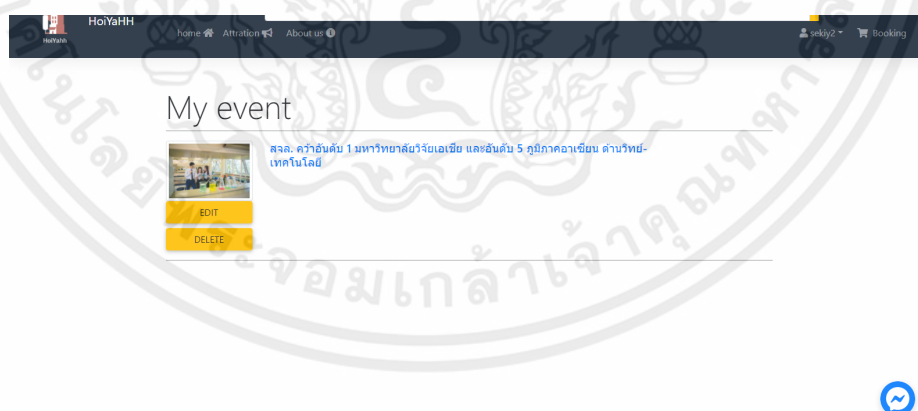 HoiYaHH
HoiYahh
home Attration About us
sekiy2 Booking
My event
สจล. คว้าอันดับ 1 มหาวิทยาลัยวิจัยเอเชีย และอันดับ 5 ภูมิภาคอาเซียน ด้านวิทย์-
เทคโนโลยี
EDIT
DELETE